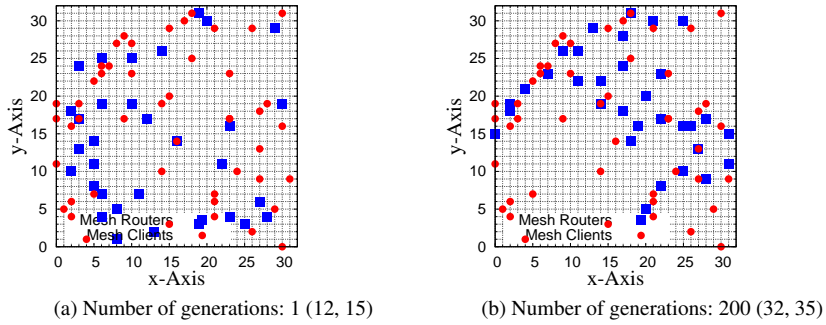 30
25
20
15
10
5
0
y-Axis
Mesh Routers
Mesh Clients
0 5 10 15 20 25 30
x-Axis
(a) Number of generations: 1 (12, 15)
30
25
20
15
10
5
0
y-Axis
Mesh Routers
Mesh Clients
0 5 10 15 20 25 30
x-Axis
(b) Number of generations: 200 (32, 35)